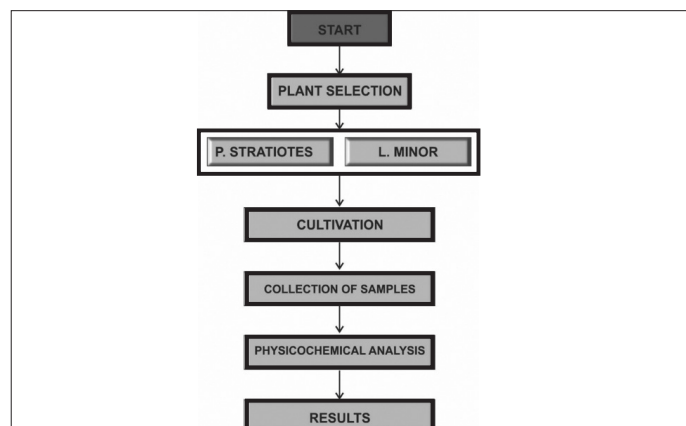 START
PLANT SELECTION
P. STRATIOTES
L. MINOR
CULTIVATION
COLLECTION OF SAMPLES
PHYSICOCHEMICAL ANALYSIS
RESULTS